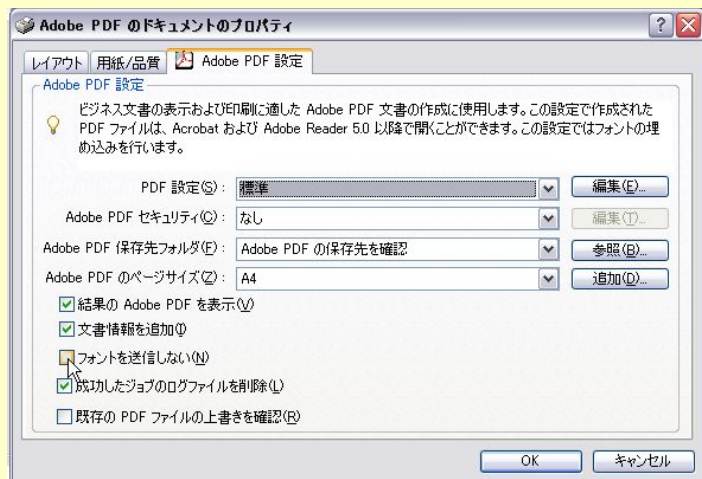 Adobe PDF のドキュメントのプロパティ
レイアウト 用紙/品質 Adobe PDF 設定
Adobe PDF 設定
ビジネス文書の表示および印刷に適した Adobe PDF 文書の作成に使用します。この設定で作成された
PDF ファイルは、Acrobat および Adobe Reader 5.0 以降で開くことができます。この設定ではフォントの埋
め込みを行います。
PDF 設定(S): 標準 編集(E)...
Adobe PDF セキュリティ(C): なし 編集(T)...
Adobe PDF 保存先フォルダ(F): Adobe PDF の保存先を確認 参照(B)...
Adobe PDF のページサイズ(Z): A4 追加(D)...
結果の Adobe PDF を表示(V)
文書情報を追加(I)
フォントを送信しない(N)
成功したジョブのログファイルを削除(L)
既存の PDF ファイルの上書きを確認(R)
OK キャンセル